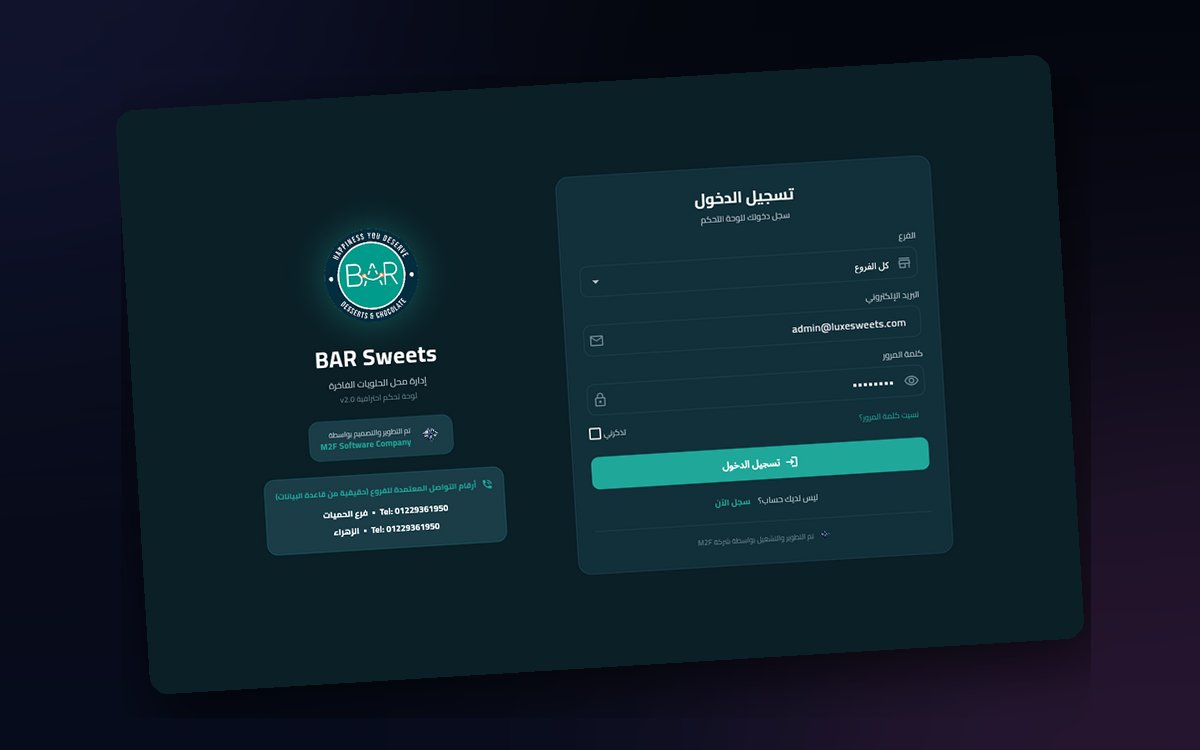 تسجيل الدخول
سجل دخولك للوحة التحكم
الفرع
كل الفروع
البريد الإلكتروني
admin@luxesweets.com
كلمة المرور
نسيت كلمة المرور؟
تذكرني
تسجيل الدخول
ليس لديك حساب؟ سجل الآن
تم التطوير والتشغيل بواسطة شركة M2F
HAPPINESS YOU DESERVE
BAR
DESSERTS & CHOCOLATE
BAR Sweets
إدارة محل الحلويات الفاخرة
لوحة تحكم احترافية v2.0
تم التطوير والتصميم بواسطة
M2F Software Company
أرقام التواصل المعتمدة للفروع (حقيقية من قاعدة البيانات)
فرع الحميات • Tel: 01229361950
الزهراء • Tel: 01229361950